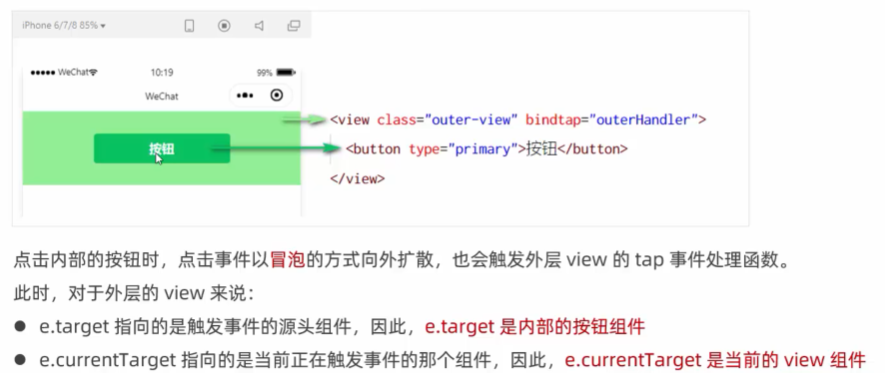 iPhone 6/7/8 85%
WeChat
10:19
99%
WeChat
按钮
<view class="outer-view" bindtap="outerHandler">
<button type="primary">按钮</button>
</view>
点击内部的按钮时，点击事件以冒泡的方式向外扩散，也会触发外层 view 的 tap 事件处理函数。
此时，对于外层的 view 来说：
● e.target 指向的是触发事件的源头组件，因此，e.target 是内部的按钮组件
● e.currentTarget 指向的是当前正在触发事件的那个组件，因此，e.currentTarget 是当前的 view 组件